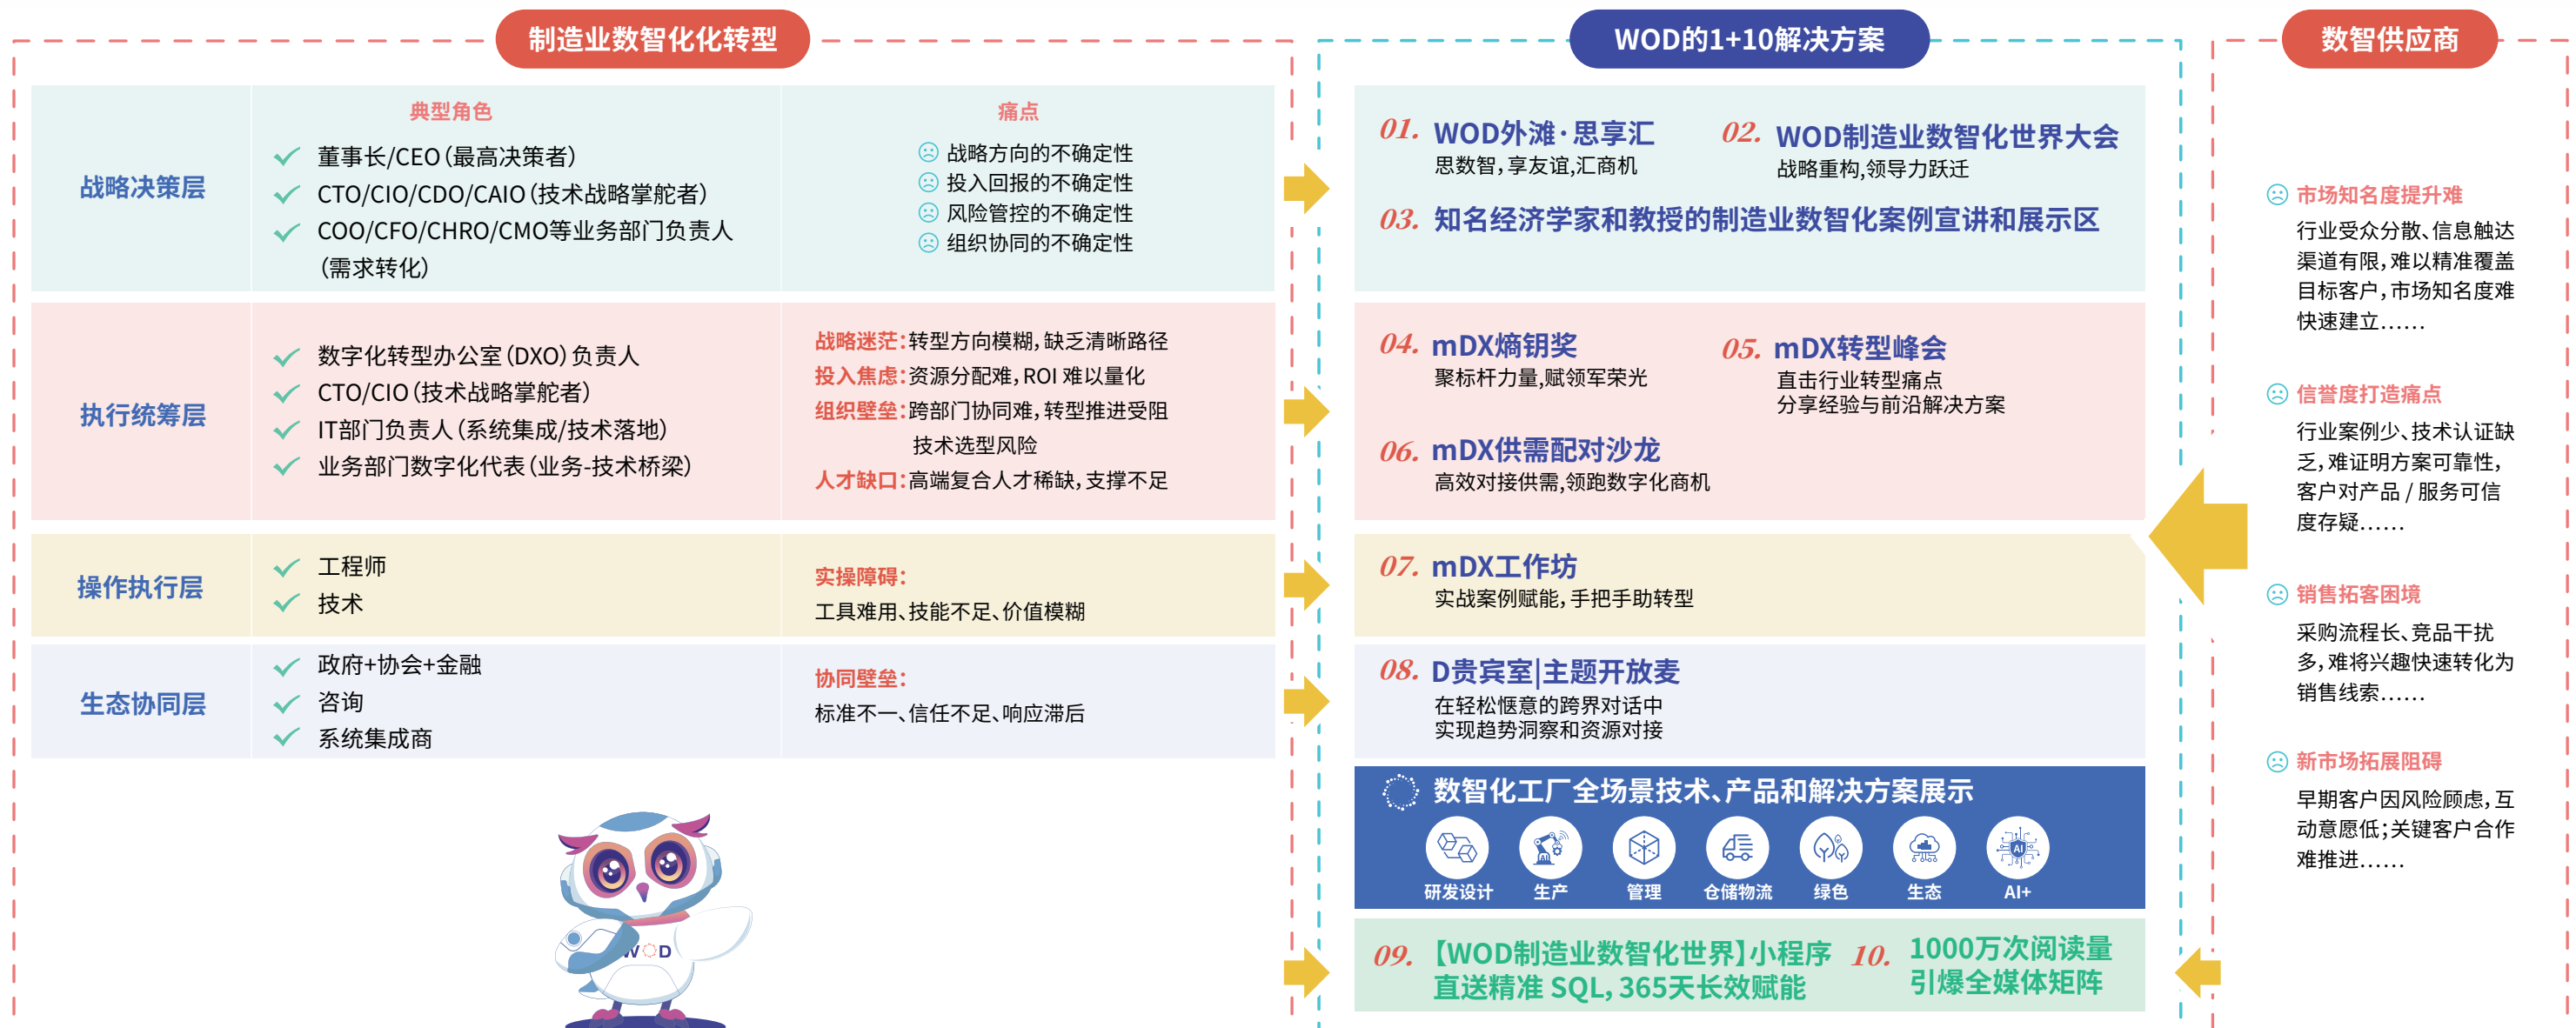 制造业数智化化转型
典型角色
痛点
战略决策层
董事长/CEO（最高决策者）
CTO/CIO/CDO/CAIO（技术战略掌舵者）
COO/CFO/CHRO/CMO等业务部门负责人
（需求转化）
战略方向的不确定性
投入回报的不确定性
风险管控的不确定性
组织协同的不确定性
执行统筹层
数字化转型办公室（DXO）负责人
CTO/CIO（技术战略掌舵者）
IT部门负责人（系统集成/技术落地）
业务部门数字化代表（业务-技术桥梁）
战略迷茫：转型方向模糊，缺乏清晰路径
投入焦虑：资源分配难，ROI 难以量化
组织壁垒：跨部门协同难，转型推进受阻
技术选型风险
人才缺口：高端复合人才稀缺，支撑不足
操作执行层
工程师
技术
实操障碍：
工具难用、技能不足、价值模糊
生态协同层
政府+协会+金融
咨询
系统集成商
协同壁垒：
标准不一、信任不足、响应滞后
WOD
WOD的1+10解决方案
01. WOD外滩·思享汇
思数智，享友谊,汇商机
02. WOD制造业数智化世界大会
战略重构,领导力跃迁
03. 知名经济学家和教授的制造业数智化案例宣讲和展示区
04. mDX熵钥奖
聚标杆力量,赋领军荣光
05. mDX转型峰会
直击行业转型痛点
分享经验与前沿解决方案
06. mDX供需配对沙龙
高效对接供需,领跑数字化商机
07. mDX工作坊
实战案例赋能，手把手助转型
08. D贵宾室|主题开放麦
在轻松惬意的跨界对话中
实现趋势洞察和资源对接
数智化工厂全场景技术、产品和解决方案展示
研发设计
生产
管理
仓储物流
绿色
生态
AI
AI+
09. 【WOD制造业数智化世界】小程序
直送精准 SQL，365天长效赋能
10. 1000万次阅读量
引爆全媒体矩阵
数智供应商
市场知名度提升难
行业受众分散、信息触达
渠道有限，难以精准覆盖
目标客户，市场知名度难
快速建立......
信誉度打造痛点
行业案例少、技术认证缺
乏，难证明方案可靠性，
客户对产品 / 服务可信
度存疑......
销售拓客困境
采购流程长、竞品干扰
多，难将兴趣快速转化为
销售线索......
新市场拓展阻碍
早期客户因风险顾虑，互
动意愿低；关键客户合作
难推进......